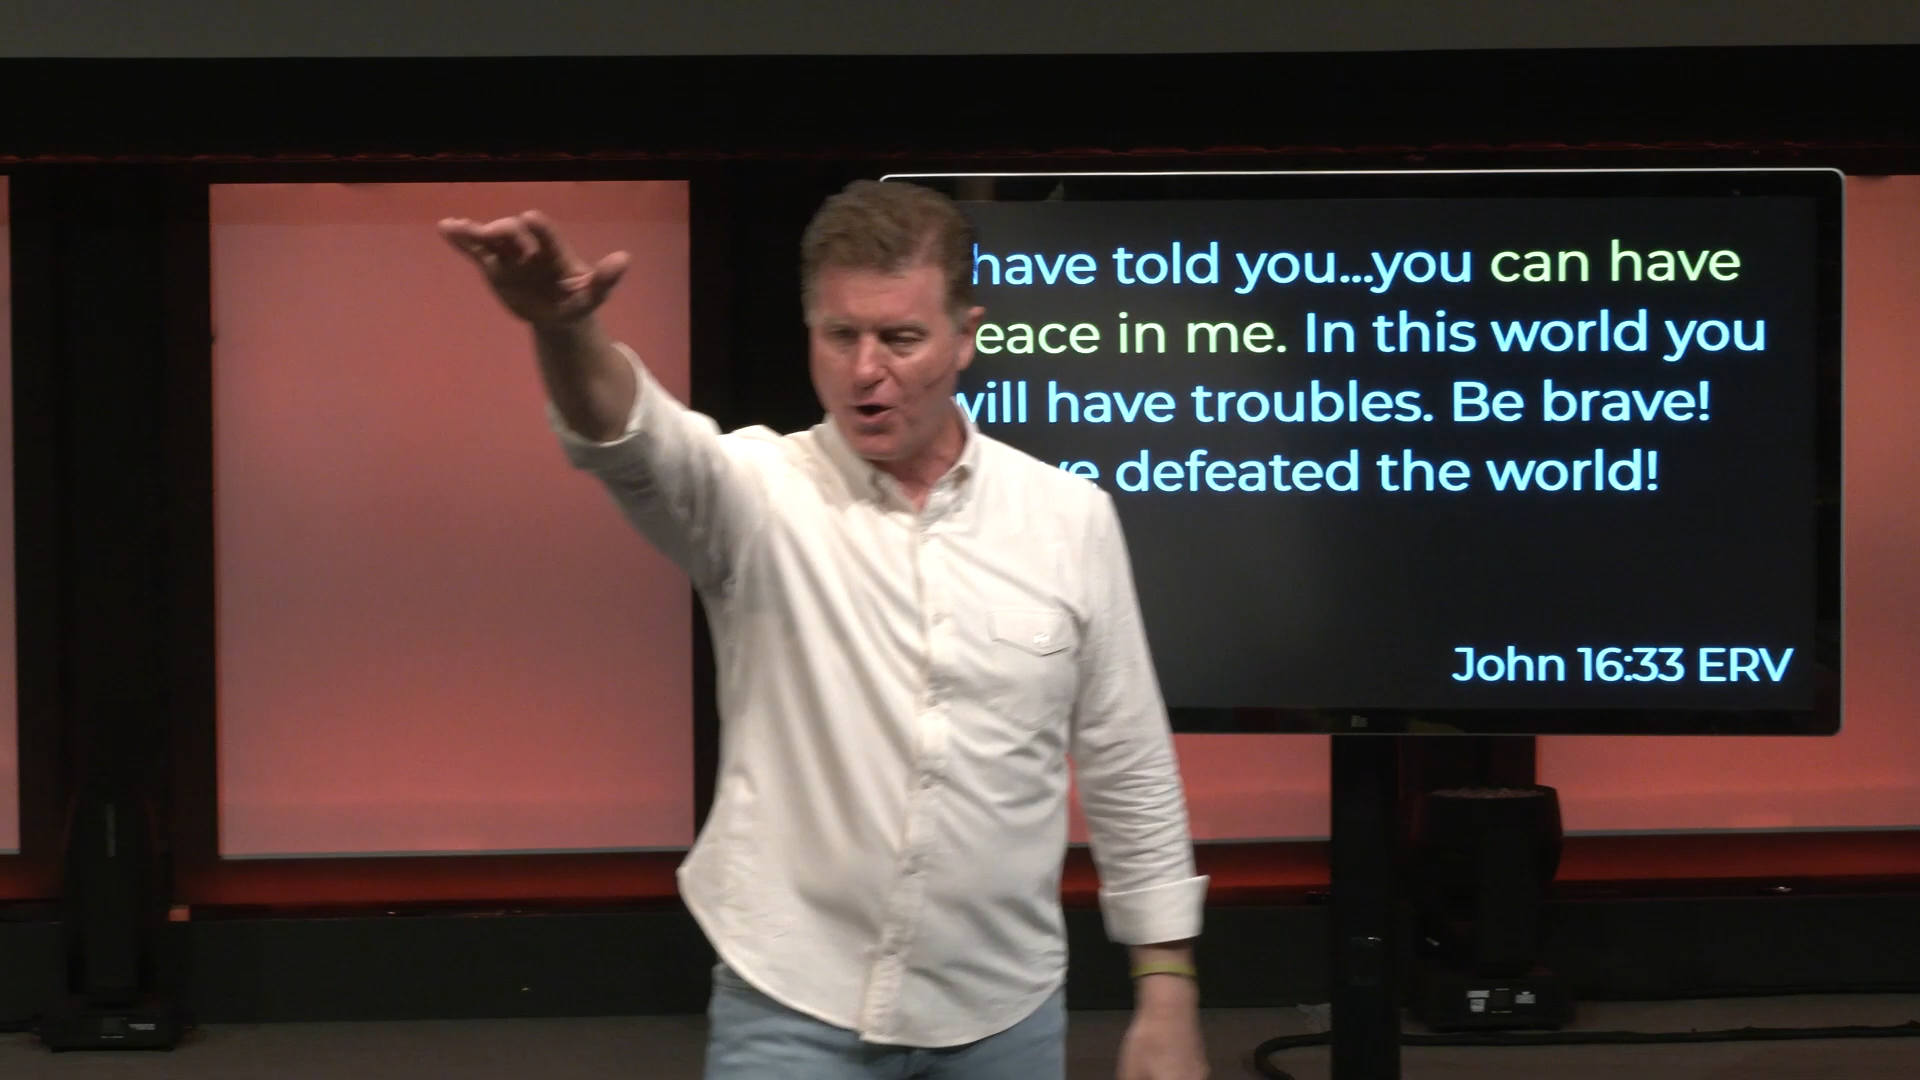 have told you...you can have
eace in me. In this world you
will have troubles. Be brave!
defeated the world!
John 16:33 ERV